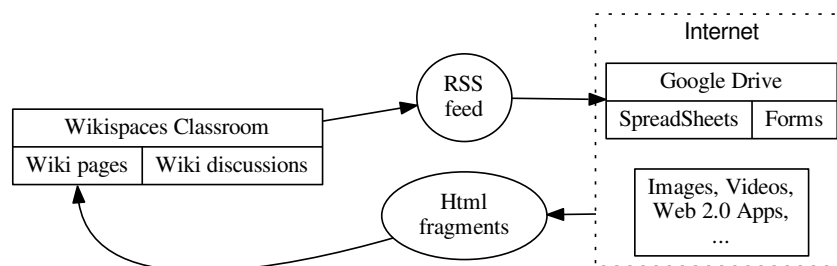 Internet
RSS
feed
Google Drive
SpreadSheets
Forms
Wikispaces Classroom
Wiki pages
Wiki discussions
Html
fragments
Images, Videos,
Web 2.0 Apps,
...